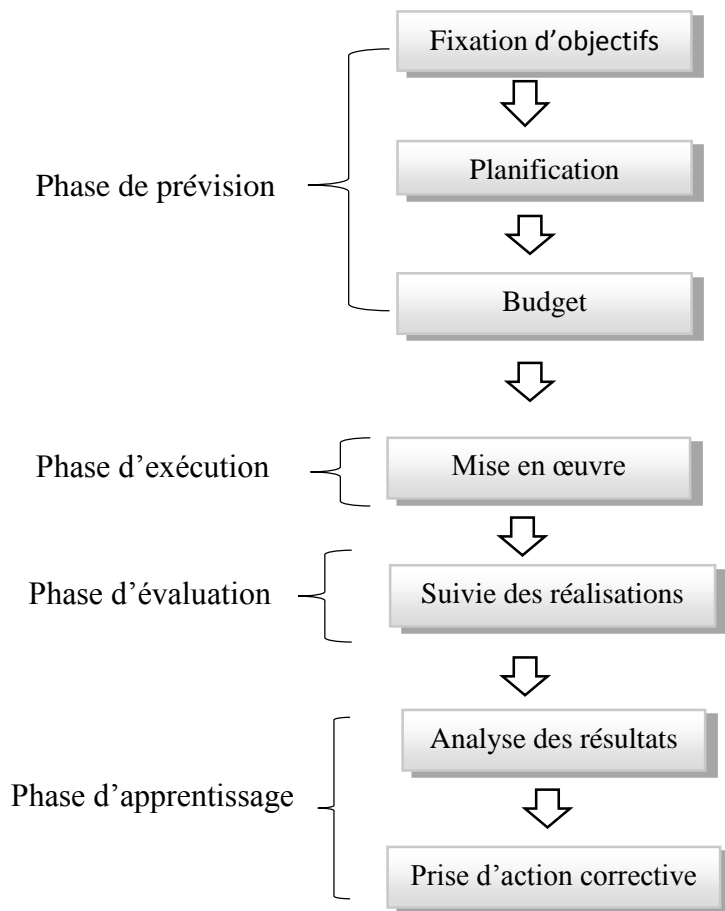 Fixation d'objectifs
Planification
Phase de prévision
Budget
Phase d'exécution
Mise en œuvre
Phase d'évaluation
Suivie des réalisations
Analyse des résultats
Phase d'apprentissage
Prise d'action corrective